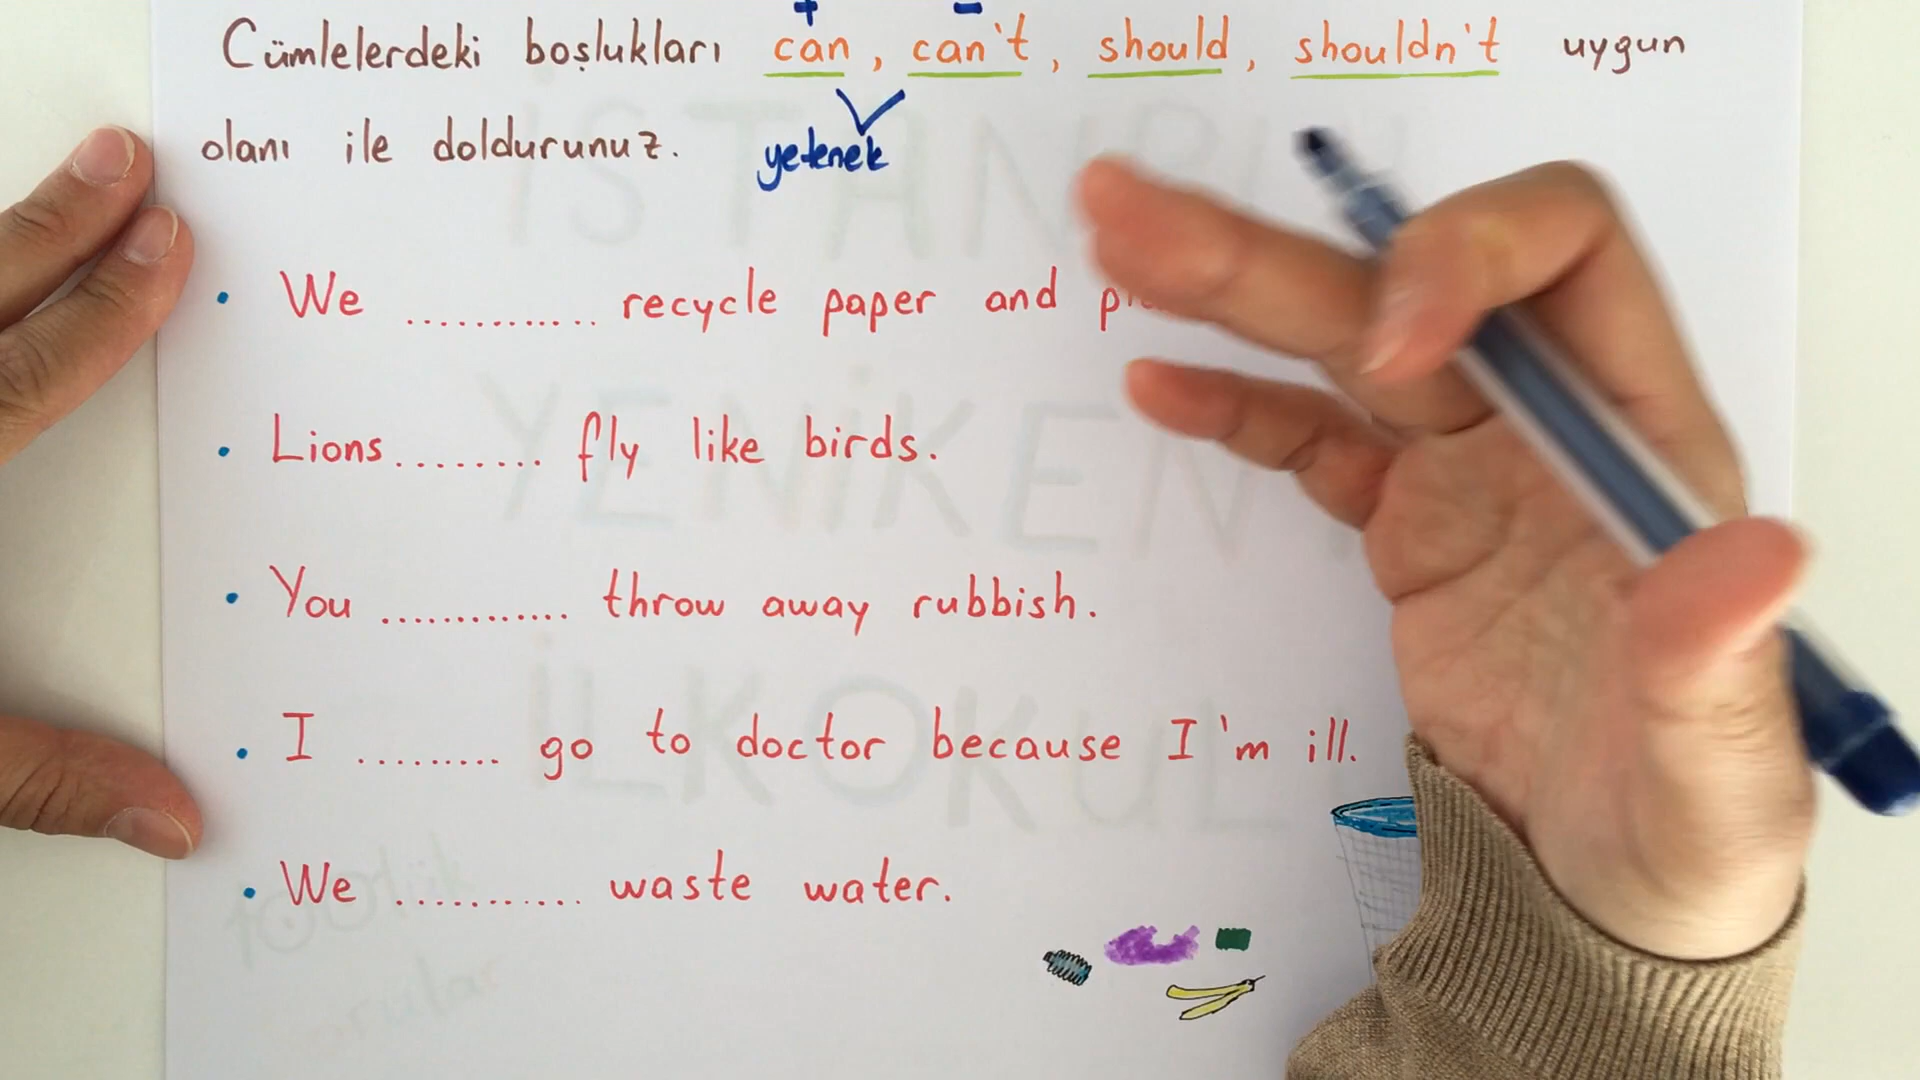 + -
Cümlelerdeki boşlukları can, can't, should, shouldn't uygun
olanı ile doldurunuz. yetenek
• We ............ recycle paper and
• Lions ........ fly like birds.
• You ............. throw away rubbish.
• I ......... go to doctor because I'm ill.
• We ........... waste water.